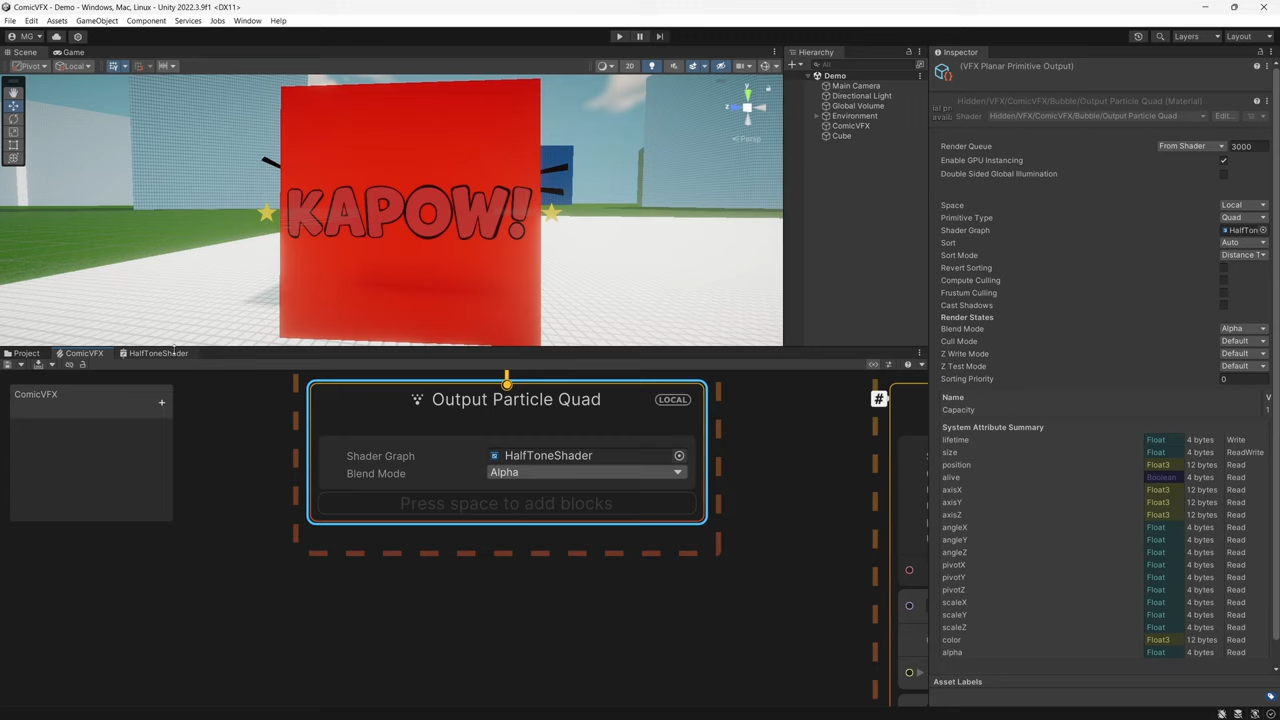 ComicVFX - Demo - Windows, Mac, Linux - Unity 2022.3.9f1 <DX11>
File Edit Assets GameObject Component Services Jobs Window Help
MG
Layers
Layout
Scene
Game
Pivot
Local
2D
y
z
Persp
KAPOW!
Hierarchy
All
Demo
Main Camera
Directional Light
Global Volume
Environment
ComicVFX
Cube
Project
ComicVFX
HalfToneShader
ComicVFX
+
Output Particle Quad
LOCAL
Shader Graph
HalfToneShader
Blend Mode
Alpha
Press space to add blocks
#
Inspector
(VFX Planar Primitive Output)
Hidden/VFX/ComicVFX/Bubble/Output Particle Quad (Material)
Shader
Hidden/VFX/ComicVFX/Bubble/Output Particle Quad
Edit...
Render Queue From Shader 3000
Enable GPU Instancing
Double Sided Global Illumination
Space Local
Primitive Type Quad
Shader Graph HalfTon
Sort Auto
Sort Mode Distance T
Revert Sorting
Compute Culling
Frustum Culling
Cast Shadows
Render States
Blend Mode Alpha
Cull Mode Default
Z Write Mode Default
Z Test Mode Default
Sorting Priority 0
Name V
Capacity 1
System Attribute Summary
lifetime Float 4 bytes Write
size Float 4 bytes ReadWrite
position Float3 12 bytes Read
alive Boolean 4 bytes Read
axisX Float3 12 bytes Read
axisY Float3 12 bytes Read
axisZ Float3 12 bytes Read
angleX Float 4 bytes Read
angleY Float 4 bytes Read
angleZ Float 4 bytes Read
pivotX Float 4 bytes Read
pivotY Float 4 bytes Read
pivotZ Float 4 bytes Read
scaleX Float 4 bytes Read
scaleY Float 4 bytes Read
scaleZ Float 4 bytes Read
color Float3 12 bytes Read
alpha Float 4 bytes Read
Asset Labels